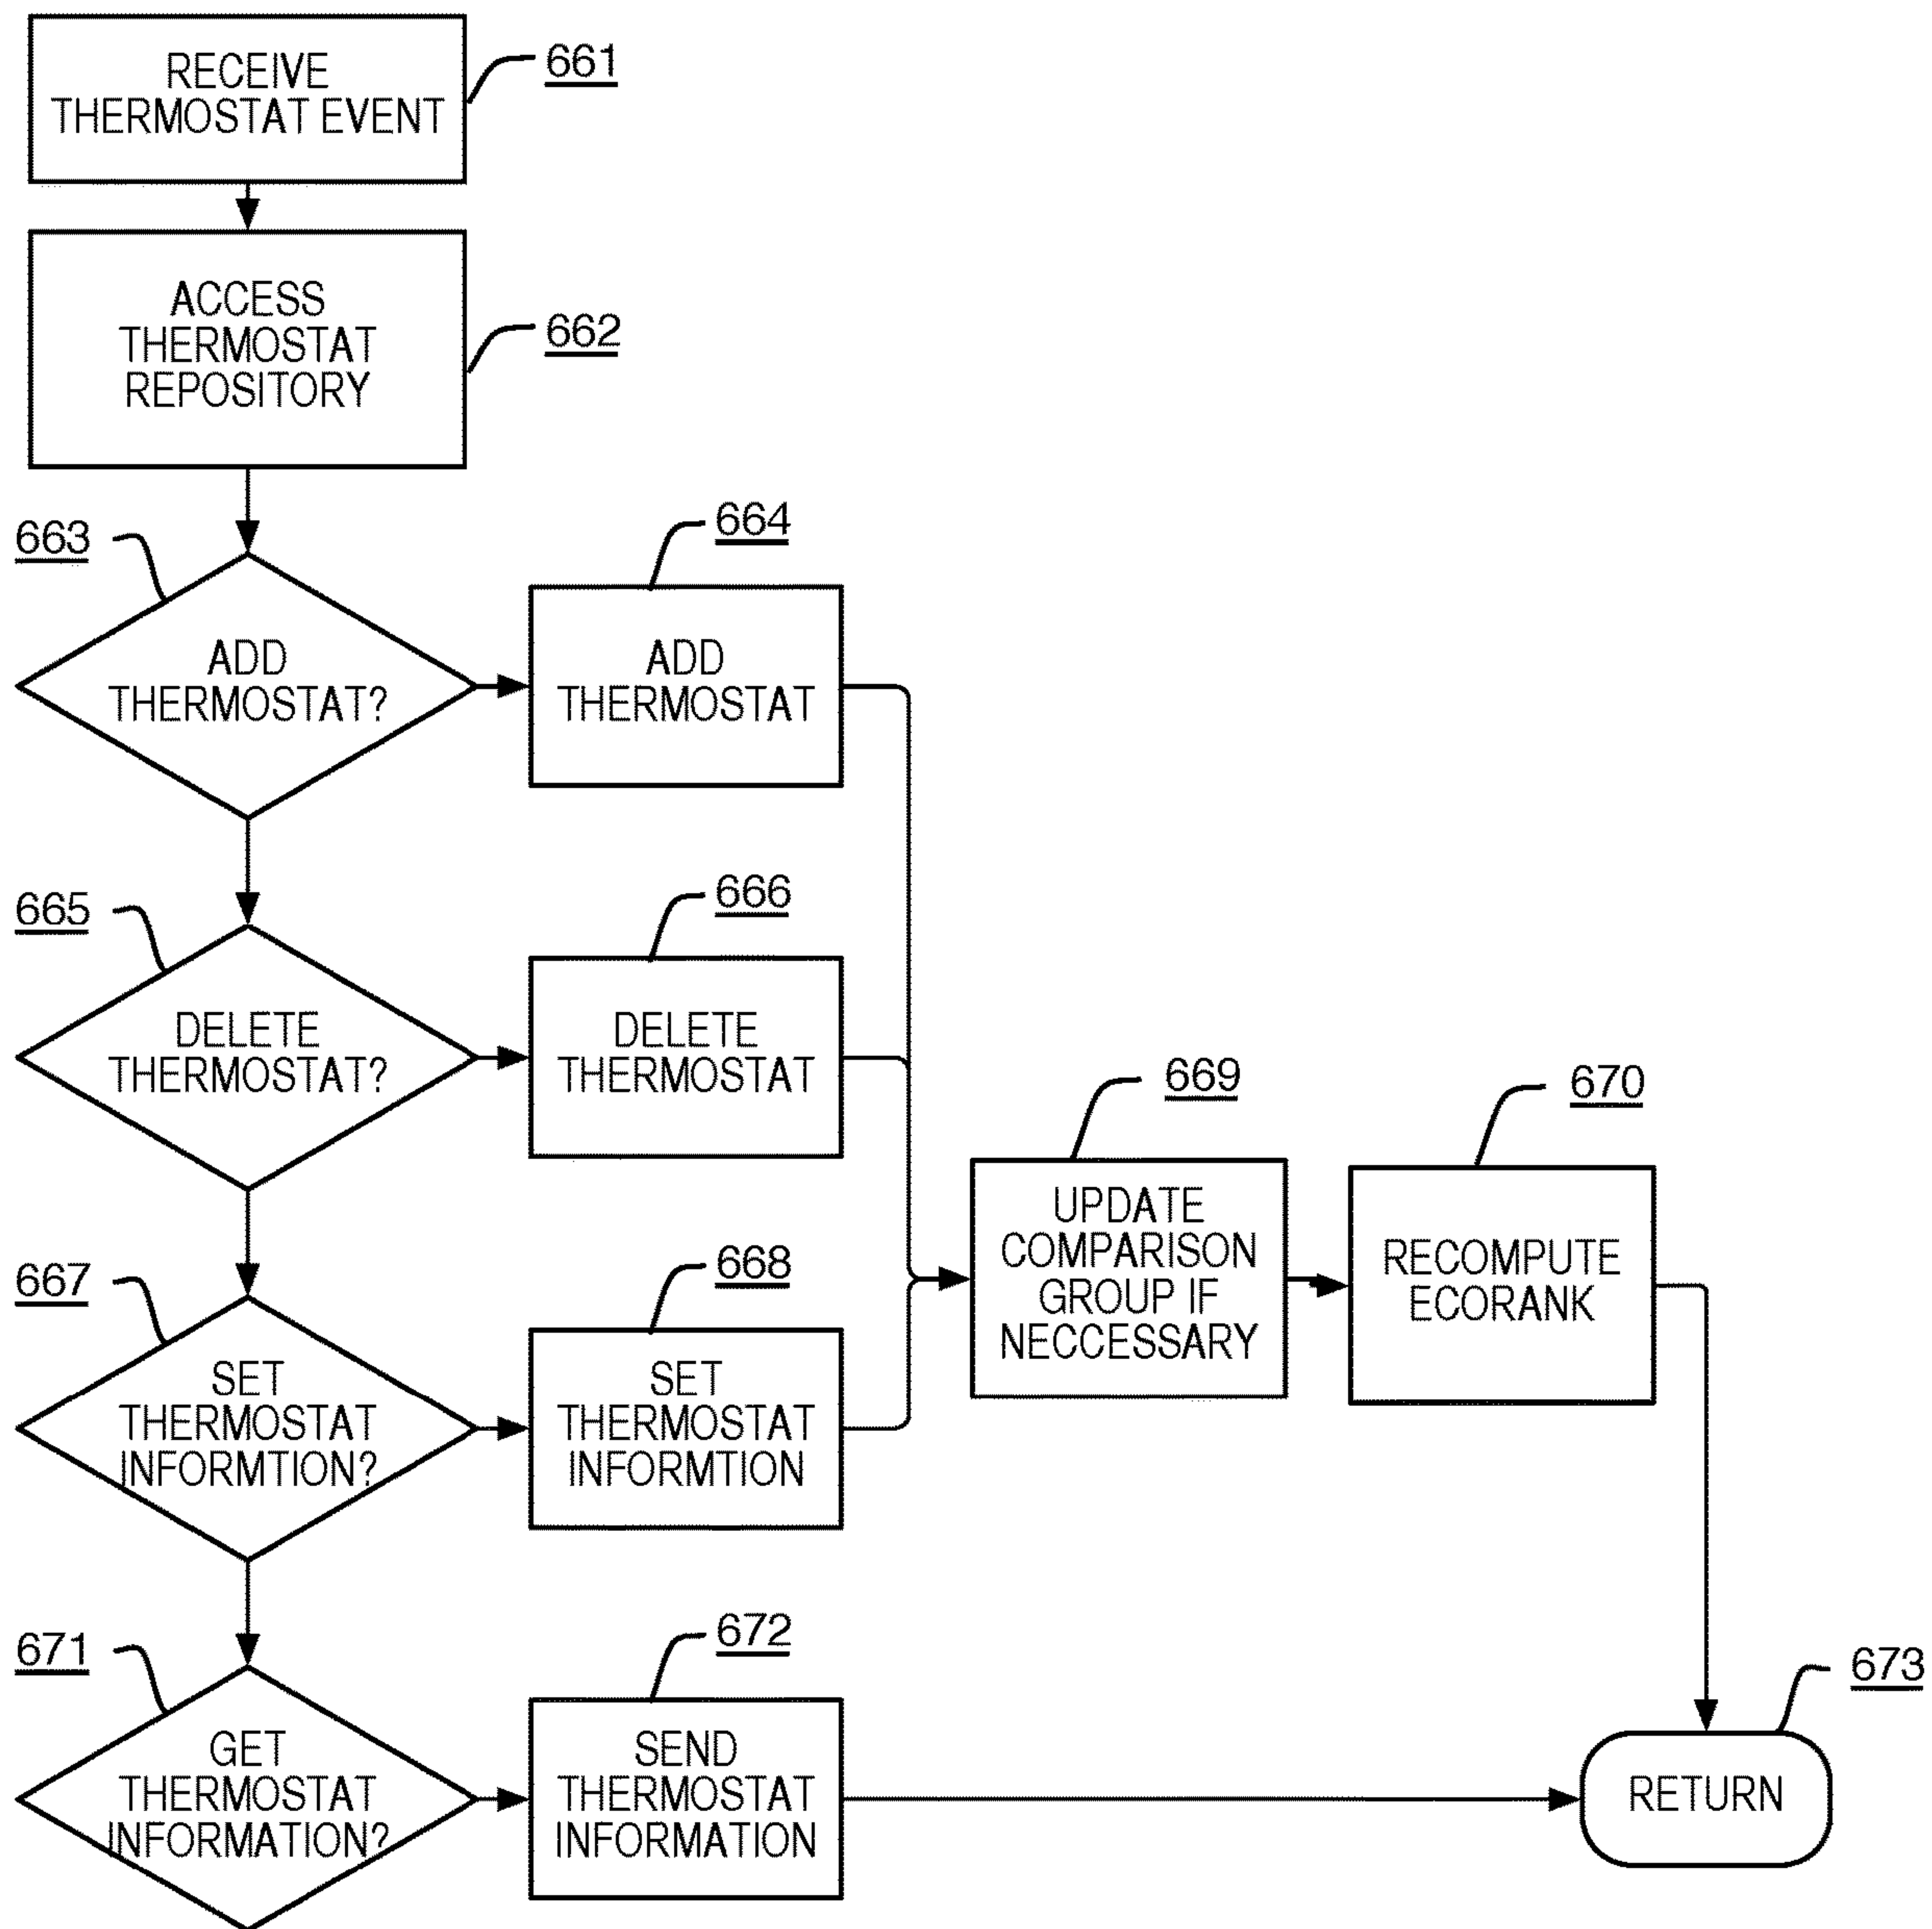 RECEIVE
THERMOSTAT EVENT
661
ACCESS
THERMOSTAT
REPOSITORY
662
663
ADD
THERMOSTAT?
664
ADD
THERMOSTAT
665
DELETE
THERMOSTAT?
666
DELETE
THERMOSTAT
667
SET
THERMOSTAT
INFORMTION?
668
SET
THERMOSTAT
INFORMTION
669
UPDATE
COMPARISON
GROUP IF
NECCESSARY
670
RECOMPUTE
ECORANK
671
GET
THERMOSTAT
INFORMATION?
672
SEND
THERMOSTAT
INFORMATION
673
RETURN